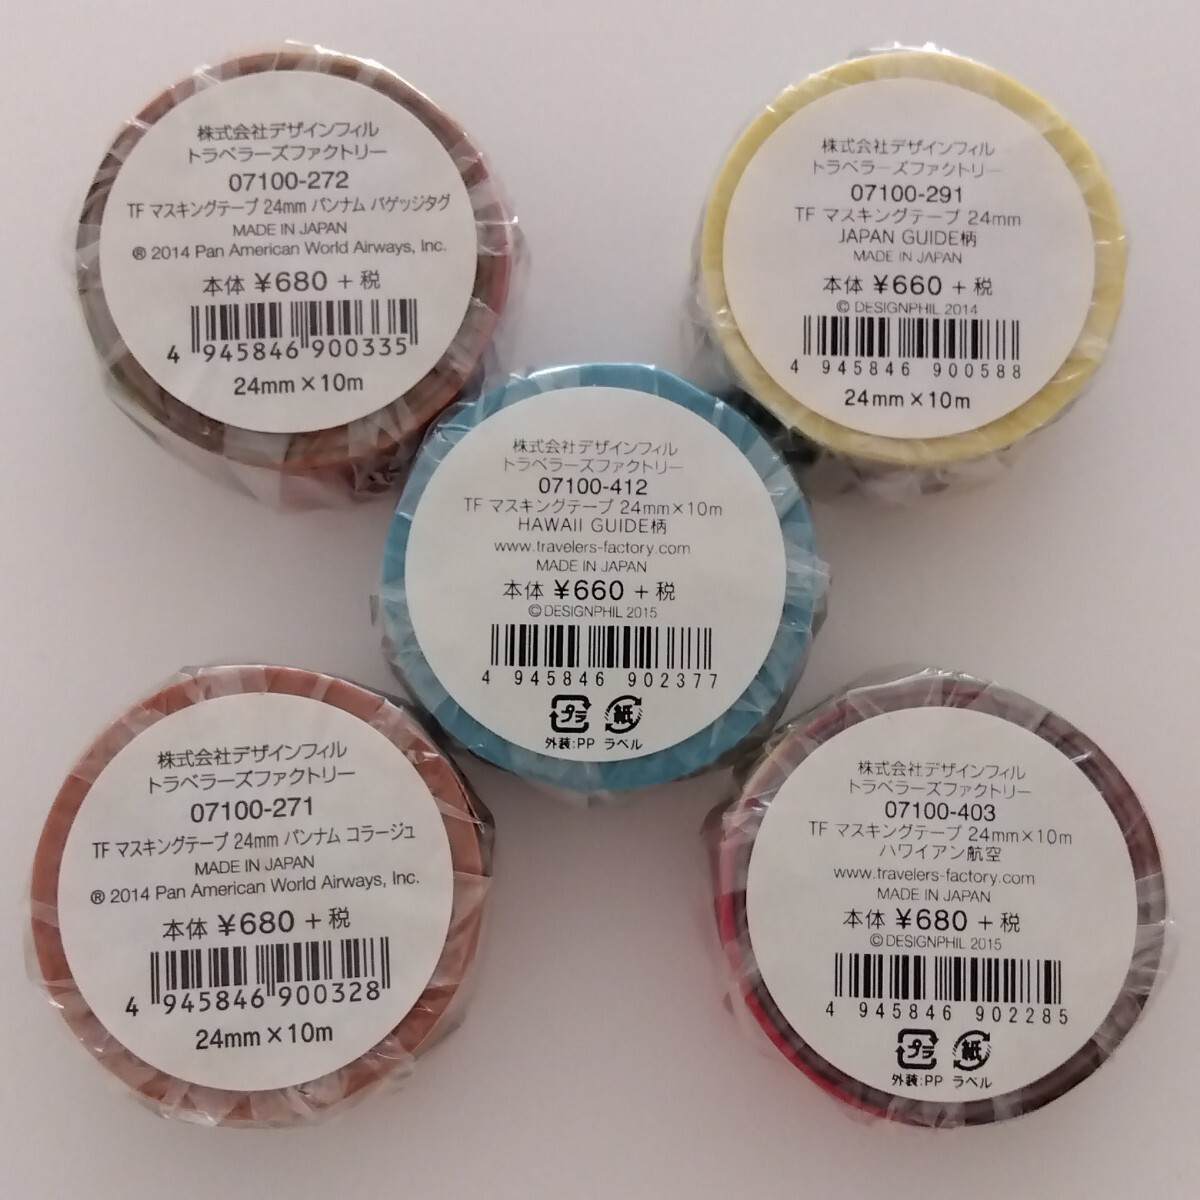 株式会社デザインフィル
トラベラーズファクトリー
07100-272
TF マスキングテープ 24mm パンナム バゲッジタグ
MADE IN JAPAN
® 2014 Pan American World Airways, Inc.
本体 ¥680 + 税
4 945846 900335
24mm×10m
株式会社デザインフィル
トラベラーズファクトリー
07100-291
TF マスキングテープ 24mm
JAPAN GUIDE柄
MADE IN JAPAN
本体 ¥660 + 税
© DESIGNPHIL 2014
4 945846 900588
24mm×10m
株式会社デザインフィル
トラベラーズファクトリー
07100-412
TF マスキングテープ 24mm×10m
HAWAII GUIDE柄
www.travelers-factory.com
MADE IN JAPAN
本体 ¥660 + 税
©DESIGNPHIL 2015
4 945846 902377
プラ 紙
外装:PP ラベル
株式会社デザインフィル
トラベラーズファクトリー
07100-271
TF マスキングテープ 24mm パンナム コラージュ
MADE IN JAPAN
® 2014 Pan American World Airways, Inc.
本体 ¥680 + 税
4 945846 900328
24mm×10m
株式会社デザインフィル
トラベラーズファクトリー
07100-403
TF マスキングテープ 24mm×10m
ハワイアン航空
www.travelers-factory.com
MADE IN JAPAN
本体 ¥680 + 税
©DESIGNPHIL 2015
4 945846 902285
プラ 紙
外装:PP ラベル